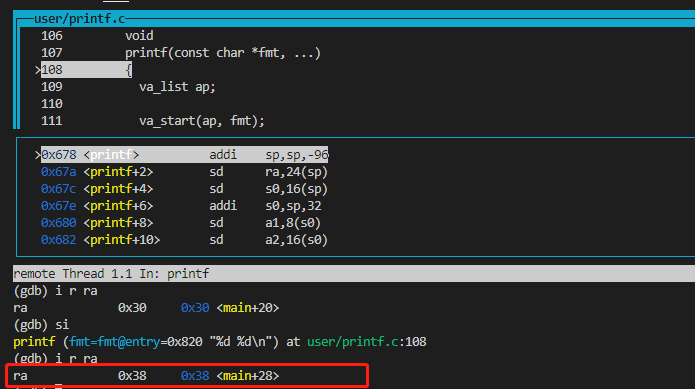 user/printf.c
106 void
107 printf(const char *fmt, ...)
>108 {
109 va_list ap;
110
111 va_start(ap, fmt);
>0x678 <printf> addi sp,sp,-96
0x67a <printf+2> sd ra,24(sp)
0x67c <printf+4> sd s0,16(sp)
0x67e <printf+6> addi s0,sp,32
0x680 <printf+8> sd a1,8(s0)
0x682 <printf+10> sd a2,16(s0)
remote Thread 1.1 In: printf
(gdb) i r ra
ra 0x30 0x30 <main+20>
(gdb) si
printf (fmt=fmt@entry=0x820 "%d %d\n") at user/printf.c:108
(gdb) i r ra
ra 0x38 0x38 <main+28>